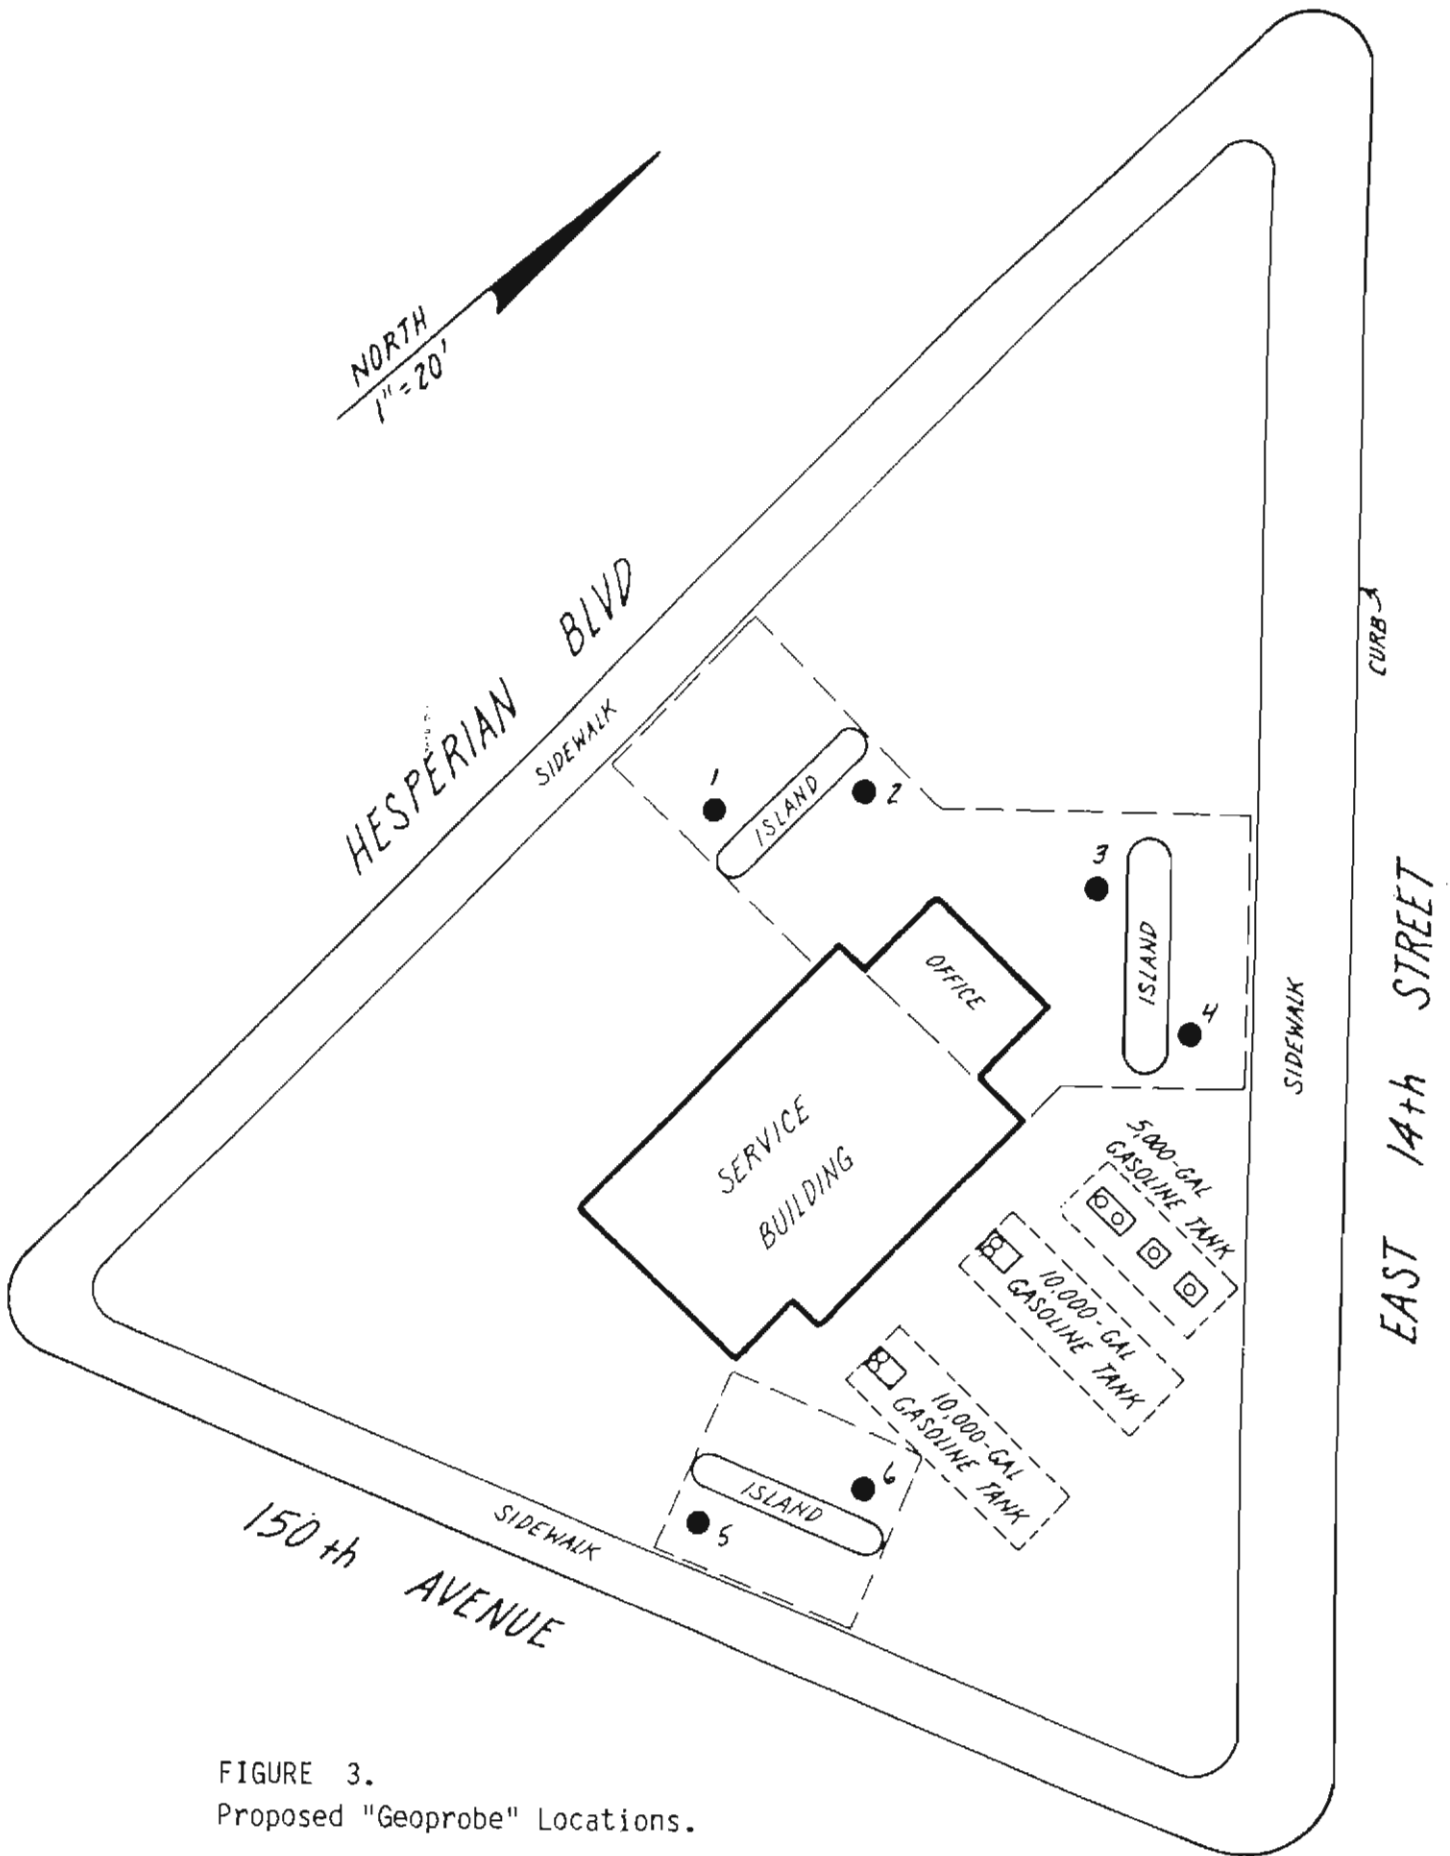 NORTH
1" = 20'
HESPERIAN BLVD
SIDEWALK
CURB
1
ISLAND
2
3
ISLAND
4
OFFICE
SIDEWALK
EAST 14th STREET
SERVICE
BUILDING
5,000-GAL
GASOLINE TANK
10,000-GAL
GASOLINE TANK
10,000-GAL
GASOLINE TANK
6
ISLAND
5
SIDEWALK
150th AVENUE
FIGURE 3.
Proposed "Geoprobe" Locations.